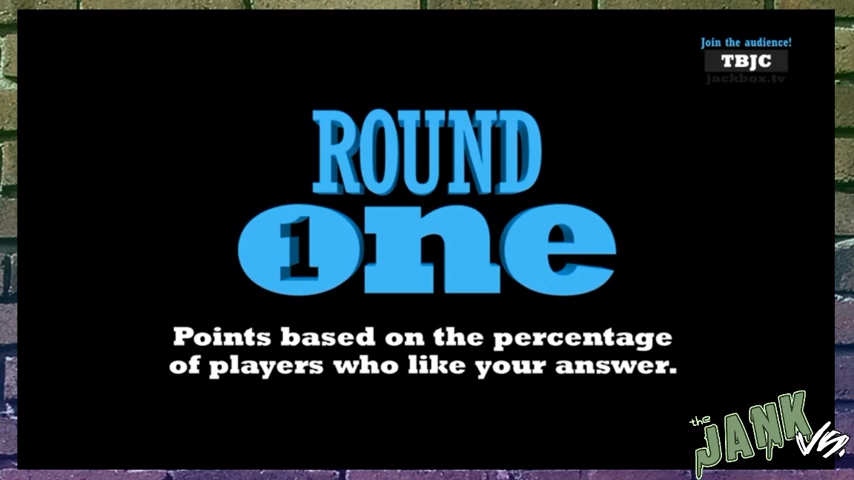 Join the audience!
TBJC
jackbox.tv
ROUND
1
One
Points based on the percentage
of players who like your answer.
the
JANK
VS.